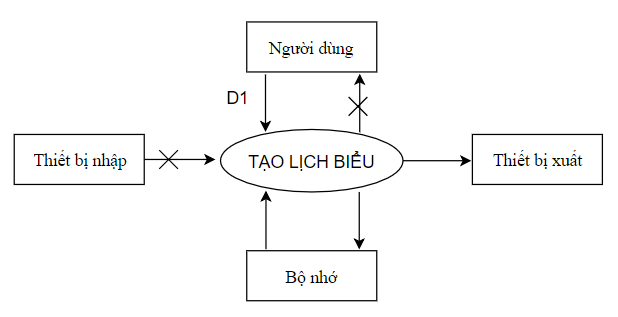 Người dùng
D1
Thiết bị nhập
TẠO LỊCH BIỂU
Thiết bị xuất
Bộ nhớ